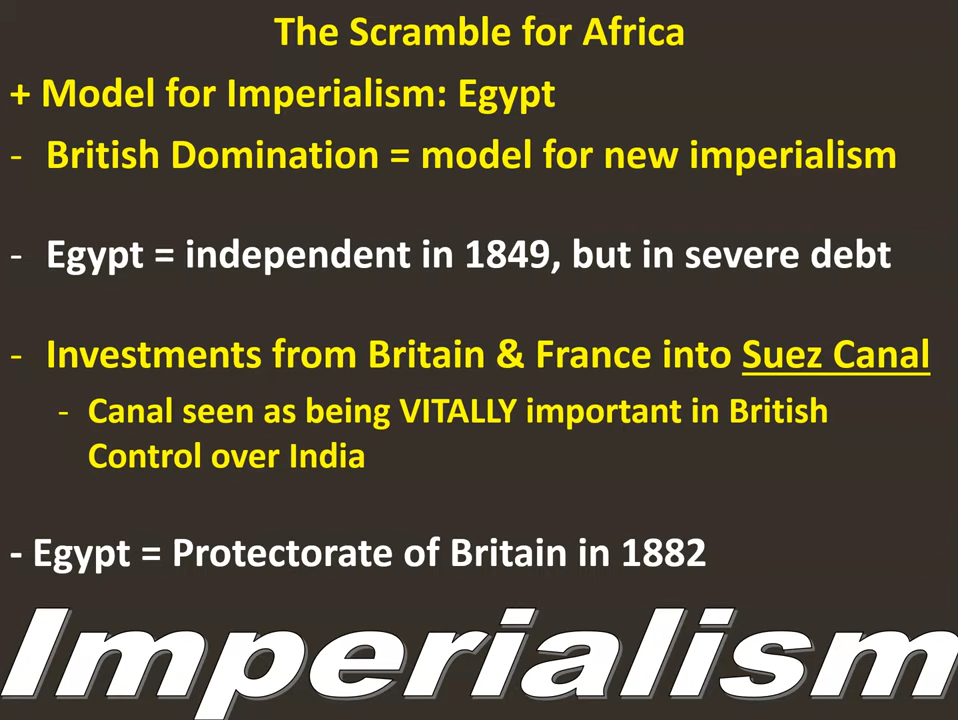 The Scramble for Africa
+ Model for Imperialism: Egypt
- British Domination = model for new imperialism
- Egypt = independent in 1849, but in severe debt
- Investments from Britain & France into Suez Canal
- Canal seen as being VITALLY important in British
Control over India
- Egypt = Protectorate of Britain in 1882
Imperialism